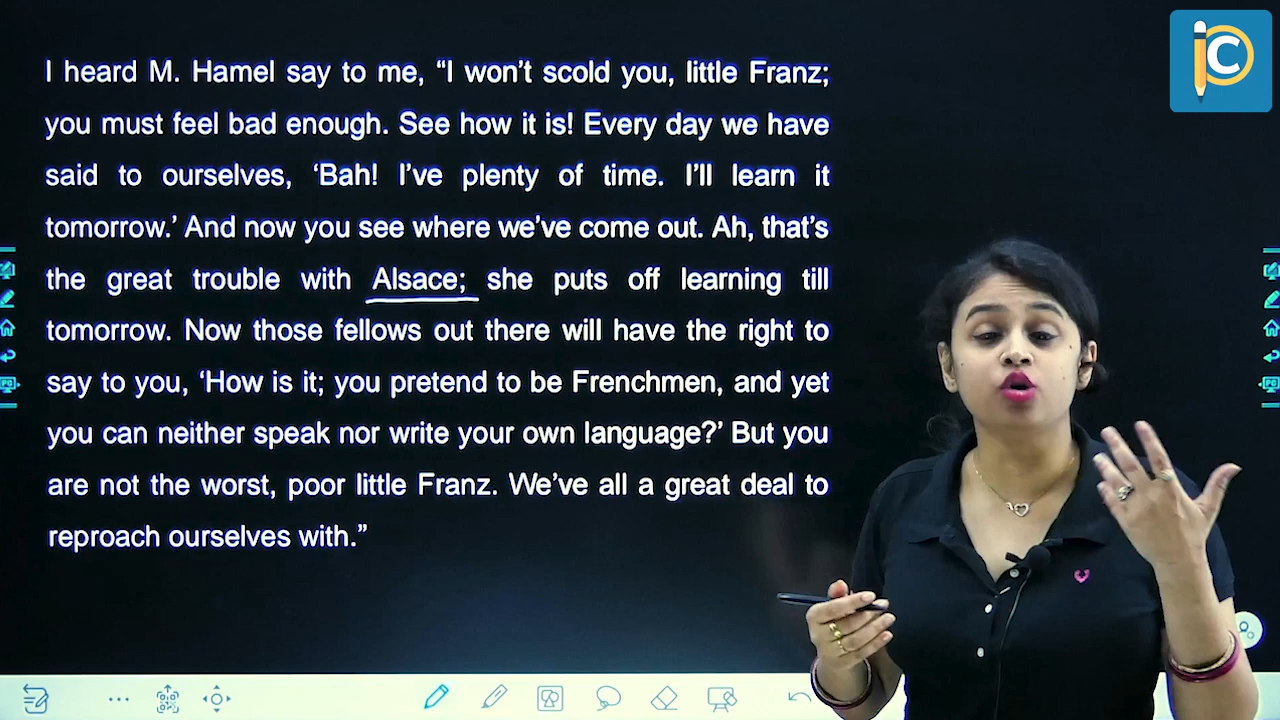 I heard M. Hamel say to me, “I won’t scold you, little Franz;
you must feel bad enough. See how it is! Every day we have
said to ourselves, ‘Bah! I’ve plenty of time. I’ll learn it
tomorrow.’ And now you see where we’ve come out. Ah, that’s
the great trouble with Alsace; she puts off learning till
tomorrow. Now those fellows out there will have the right to
say to you, ‘How is it; you pretend to be Frenchmen, and yet
you can neither speak nor write your own language?’ But you
are not the worst, poor little Franz. We’ve all a great deal to
reproach ourselves with.”